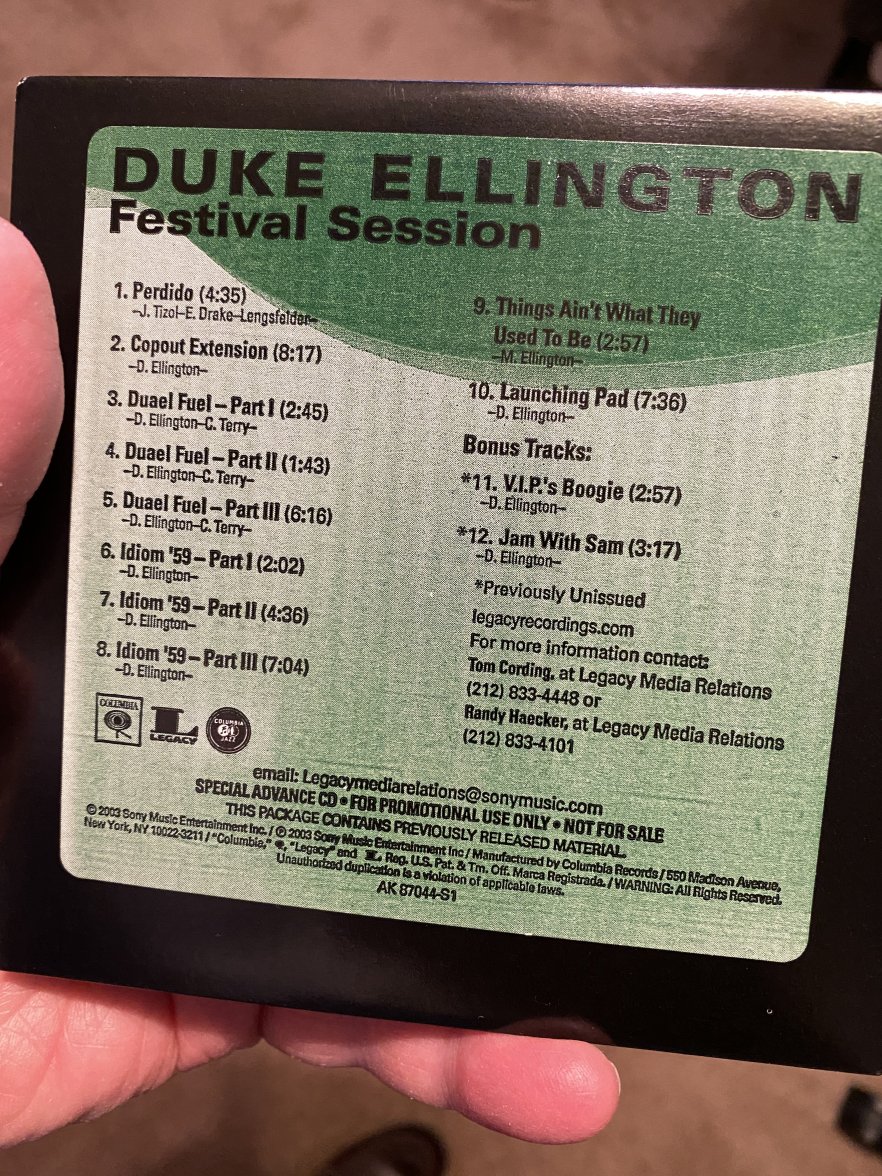 DUKE ELLINGTON
Festival Session
1. Perdido (4:35)
–J. Tizol–E. Drake–Lengsfelder–
2. Copout Extension (8:17)
–D. Ellington–
3. Duael Fuel – Part I (2:45)
–D. Ellington–C. Terry–
4. Duael Fuel – Part II (1:43)
–D. Ellington–C. Terry–
5. Duael Fuel – Part III (6:16)
–D. Ellington–C. Terry–
6. Idiom '59 – Part I (2:02)
–D. Ellington–
7. Idiom '59 – Part II (4:36)
–D. Ellington–
8. Idiom '59 – Part III (7:04)
–D. Ellington–
9. Things Ain't What They
Used To Be (2:57)
–M. Ellington–
10. Launching Pad (7:36)
–D. Ellington–
Bonus Tracks:
*11. V.I.P.'s Boogie (2:57)
–D. Ellington–
*12. Jam With Sam (3:17)
–D. Ellington–
*Previously Unissued
legacyrecordings.com
For more information contact:
Tom Cording, at Legacy Media Relations
(212) 833-4448 or
Randy Haecker, at Legacy Media Relations
(212) 833-4101
COLUMBIA
LEGACY
COLUMBIA
JAZZ
email: Legacymediarelations@sonymusic.com
SPECIAL ADVANCE CD • FOR PROMOTIONAL USE ONLY • NOT FOR SALE
THIS PACKAGE CONTAINS PREVIOUSLY RELEASED MATERIAL.
© 2003 Sony Music Entertainment Inc. / ℗ 2003 Sony Music Entertainment Inc / Manufactured by Columbia Records / 550 Madison Avenue,
New York, NY 10022-3211 / "Columbia," "Legacy" and L Reg. U.S. Pat. & Tm. Off. Marca Registrada. / WARNING: All Rights Reserved.
Unauthorized duplication is a violation of applicable laws.
AK 87044-S1